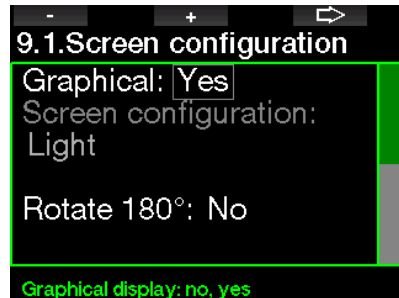 - + ⇨
9.1.Screen configuration
Graphical: Yes
Screen configuration:
Light
Rotate 180°: No
Graphical display: no, yes